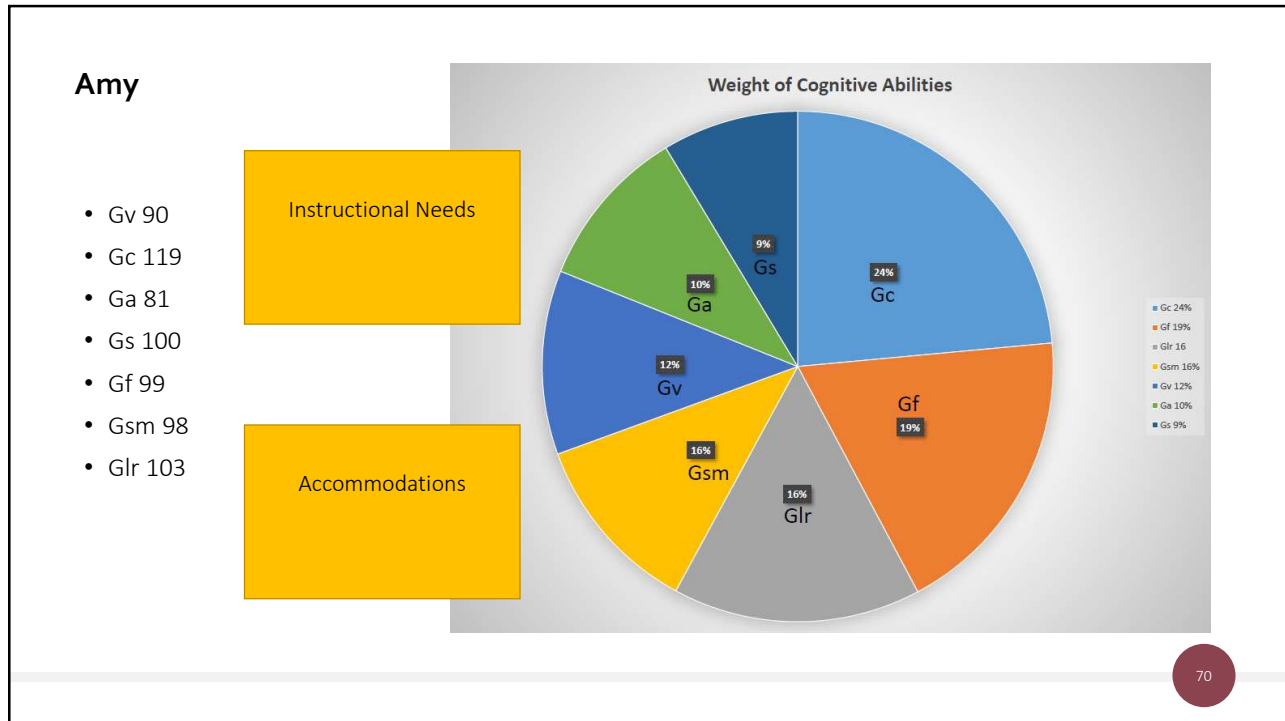 Amy
• Gv 90
• Gc 119
• Ga 81
• Gs 100
• Gf 99
• Gsm 98
• Glr 103
Instructional Needs
Accommodations
Weight of Cognitive Abilities
9%
Gs
24%
Gc
10%
Ga
12%
Gv
Gf
19%
16%
Gsm
16%
Glr
Gc 24%
Gf 19%
Glr 16
Gsm 16%
Gv 12%
Ga 10%
Gs 9%
70